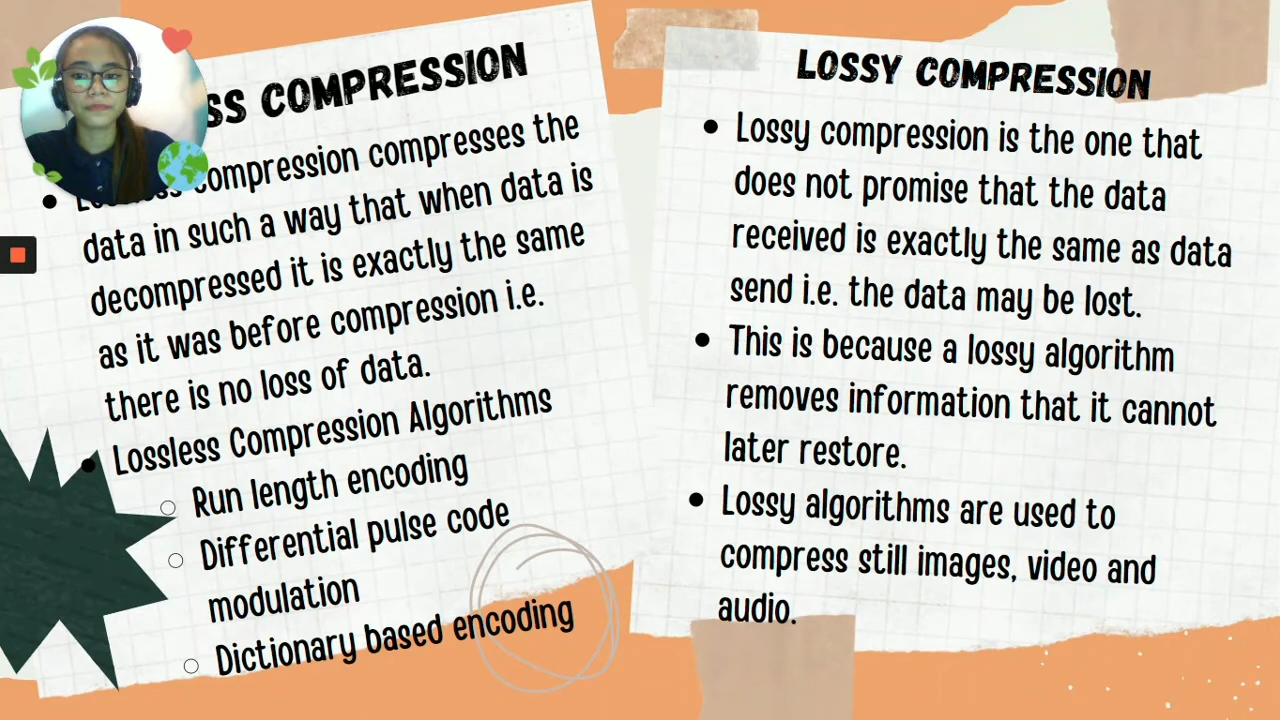 SS COMPRESSION
compression compresses the
data in such a way that when data is
decompressed it is exactly the same
as it was before compression i.e.
there is no loss of data.
Lossless Compression Algorithms
Run length encoding
Differential pulse code
modulation
Dictionary based encoding
LOSSY COMPRESSION
Lossy compression is the one that
does not promise that the data
received is exactly the same as data
send i.e. the data may be lost.
This is because a lossy algorithm
removes information that it cannot
later restore.
Lossy algorithms are used to
compress still images, video and
audio.